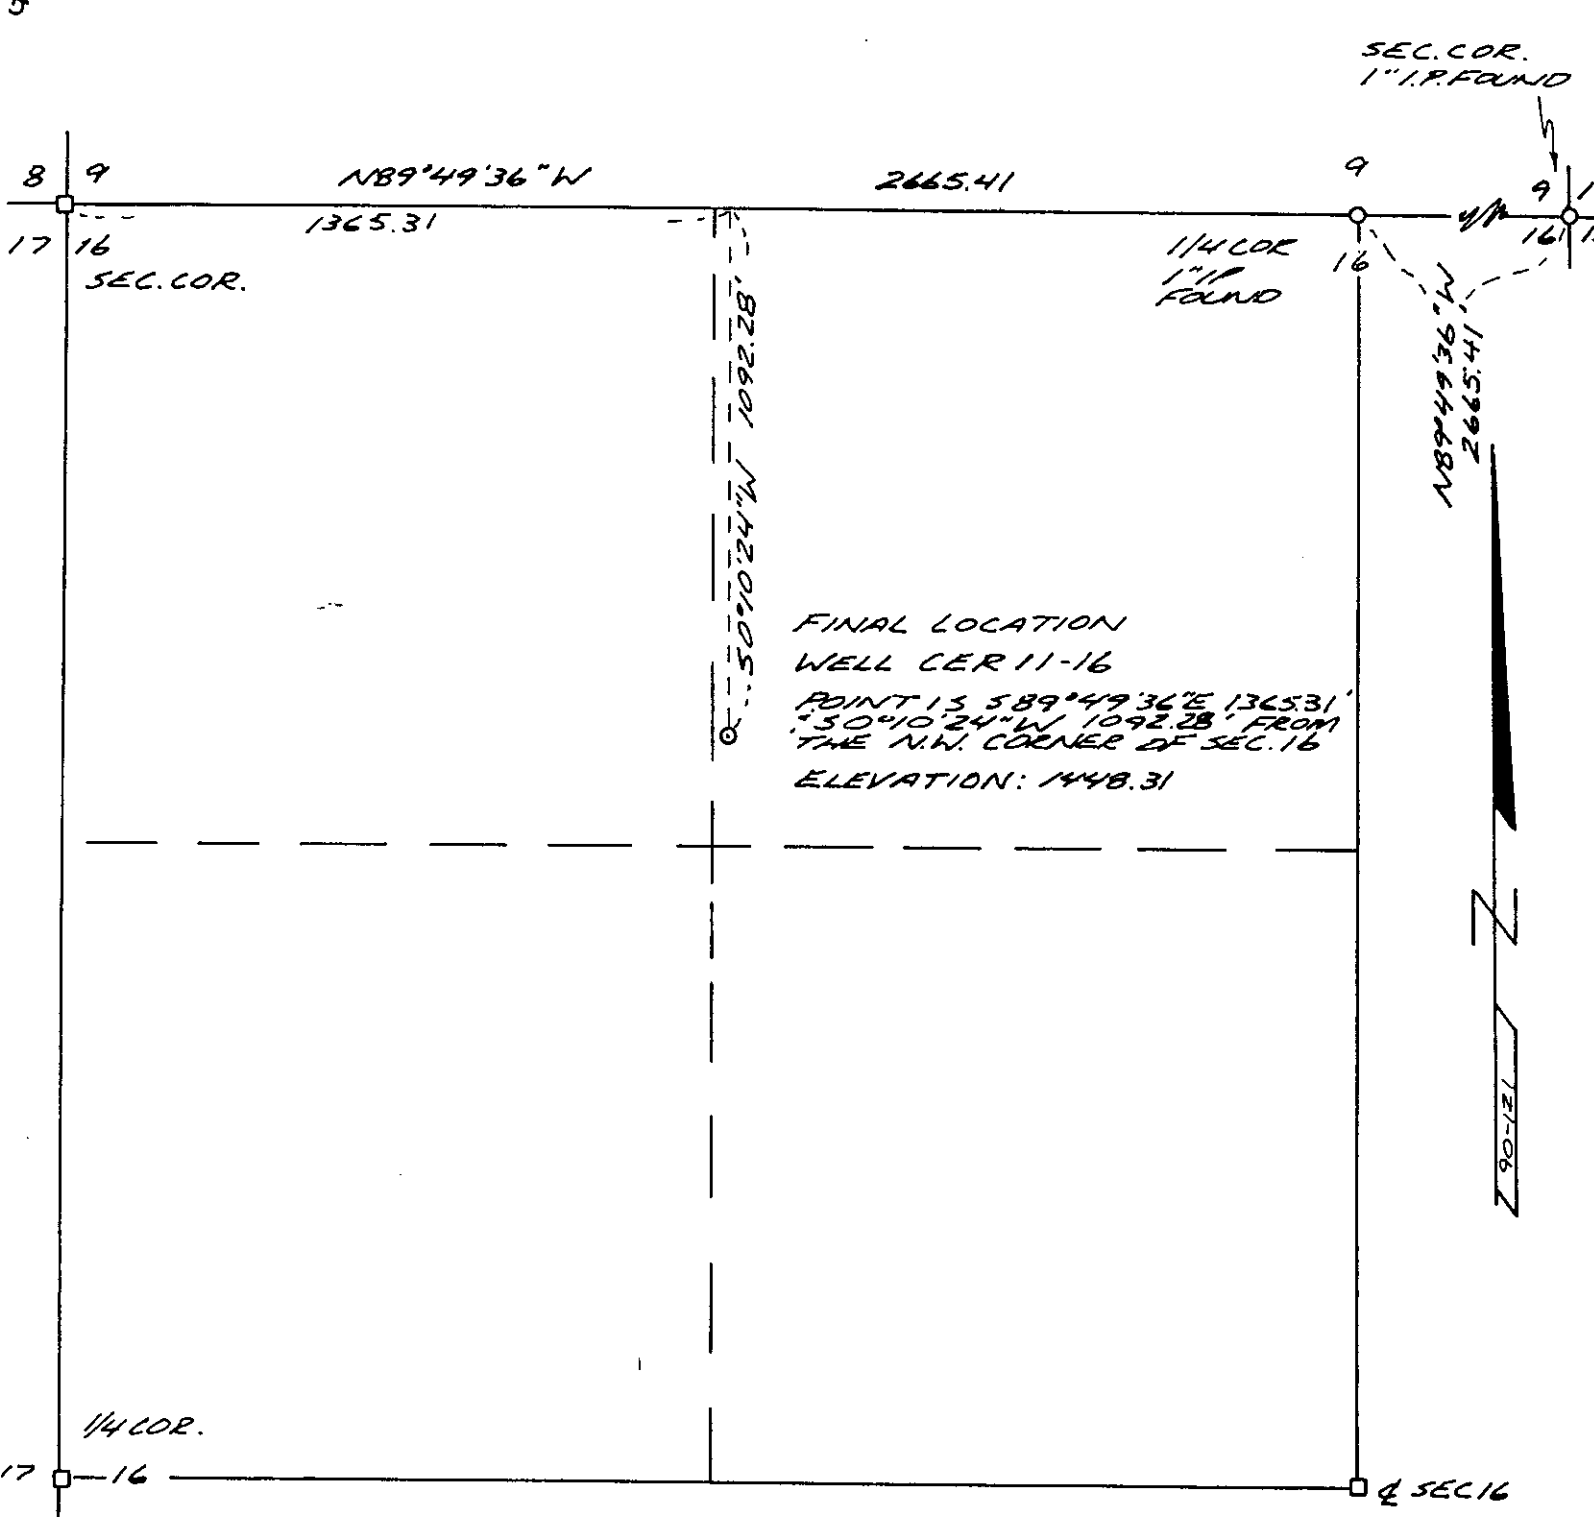 SEC. COR.
1" I.P. FOUND
8 9
N89°49'36"W 2665.41
9
9
1365.31
17 16
SEC. COR.
1/4 COR
1" IP
FOUND
16
16
N89°49'36"W
2665.41'
S0°10'24"W 1092.28'
FINAL LOCATION
WELL CER 11-16
POINT IS S89°49'36"E 1365.31'
S0°10'24"W 1092.28' FROM
THE N.W. CORNER OF SEC. 16
ELEVATION: 1448.31
N
1/4 COR.
17 16
SEC 16